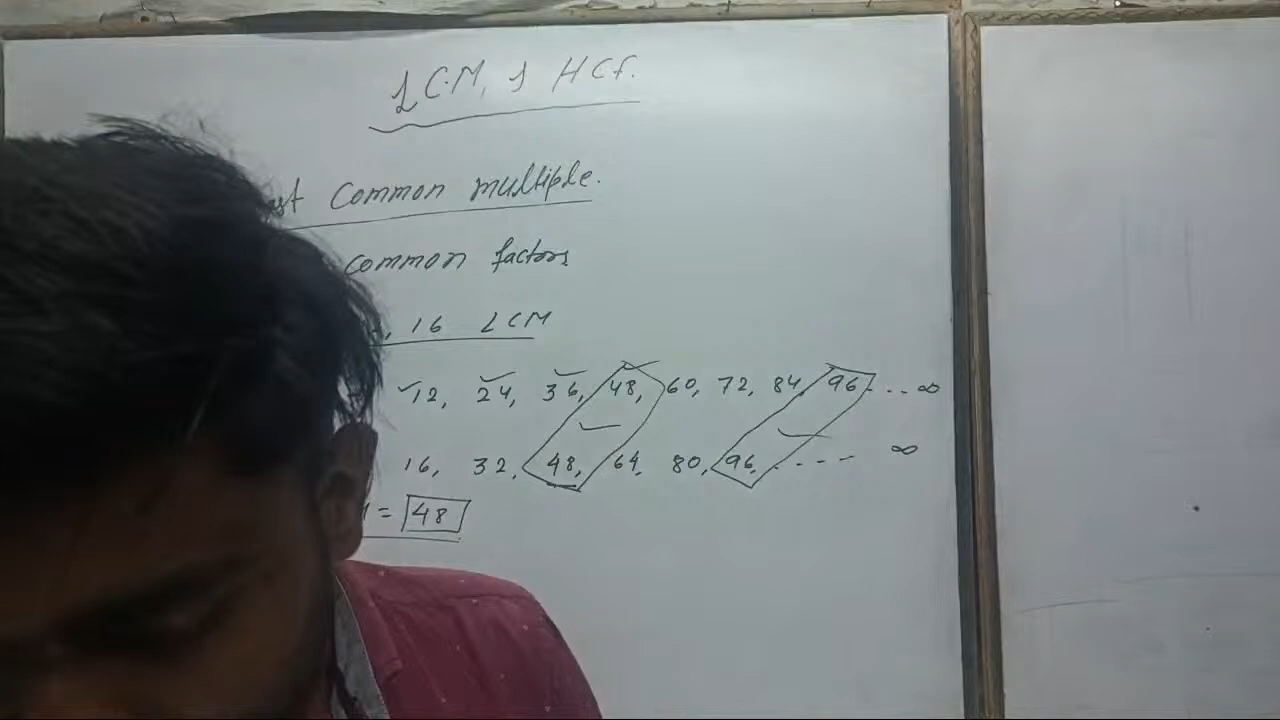 LCM, & HCF.
st Common multiple.
common factors
, 16 LCM
12, 24, 36, 48, 60, 72, 84, 96, . . . ∞
16, 32, 48, 64, 80, 96, . - - - ∞
= 48